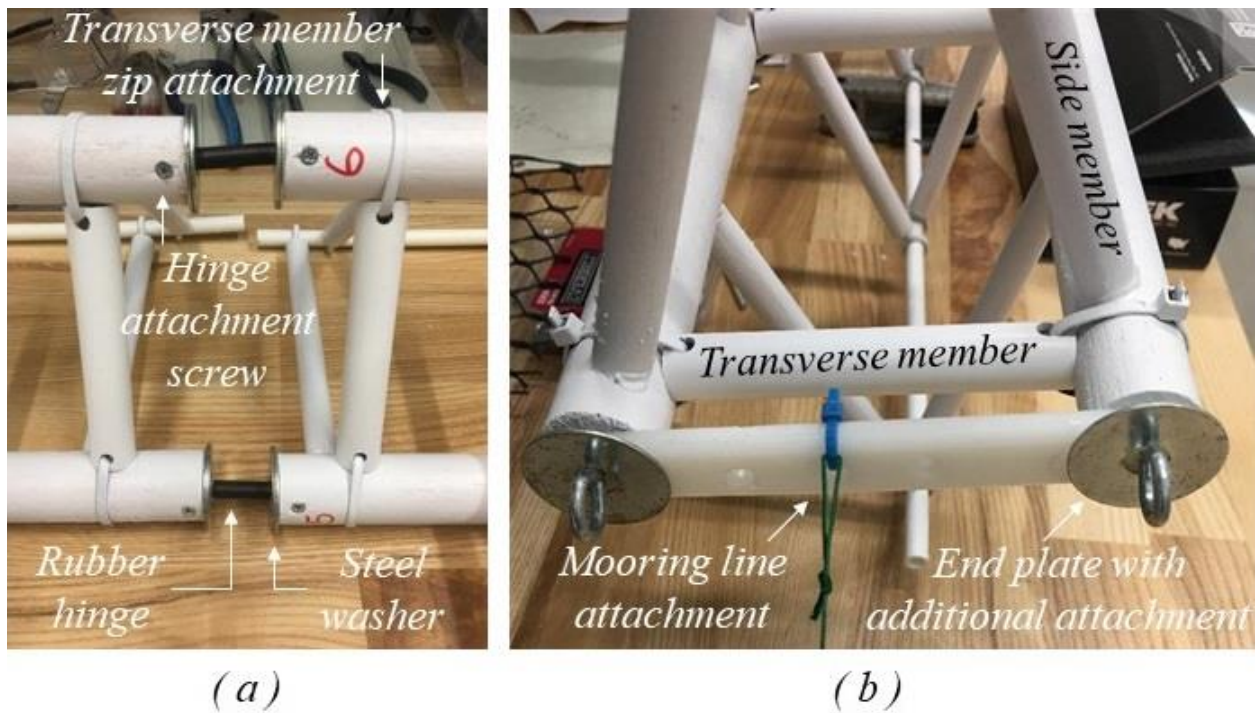 Transverse member
zip attachment
6
Hinge
attachment
screw
5
Rubber
hinge
Steel
washer
(a)
Side member
Transverse member
Mooring line
attachment
End plate with
additional attachment
(b)